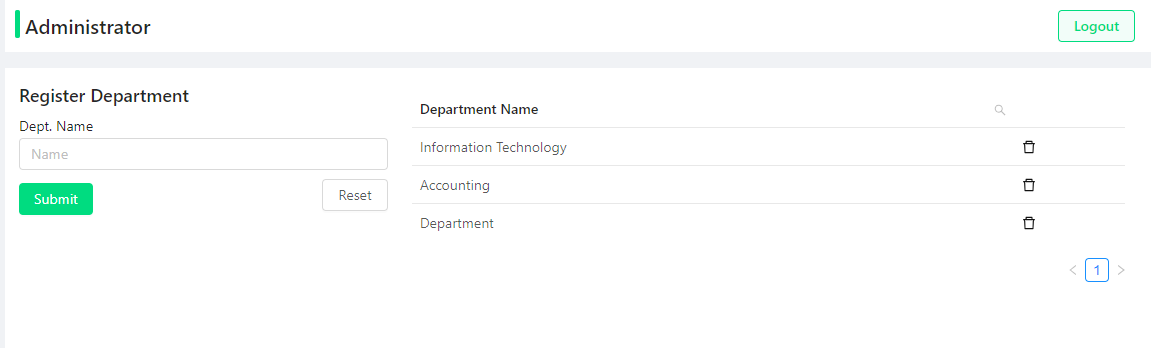 Administrator
Logout
Register Department
Dept. Name
Name
Submit
Reset
Department Name
Information Technology
Accounting
Department
1